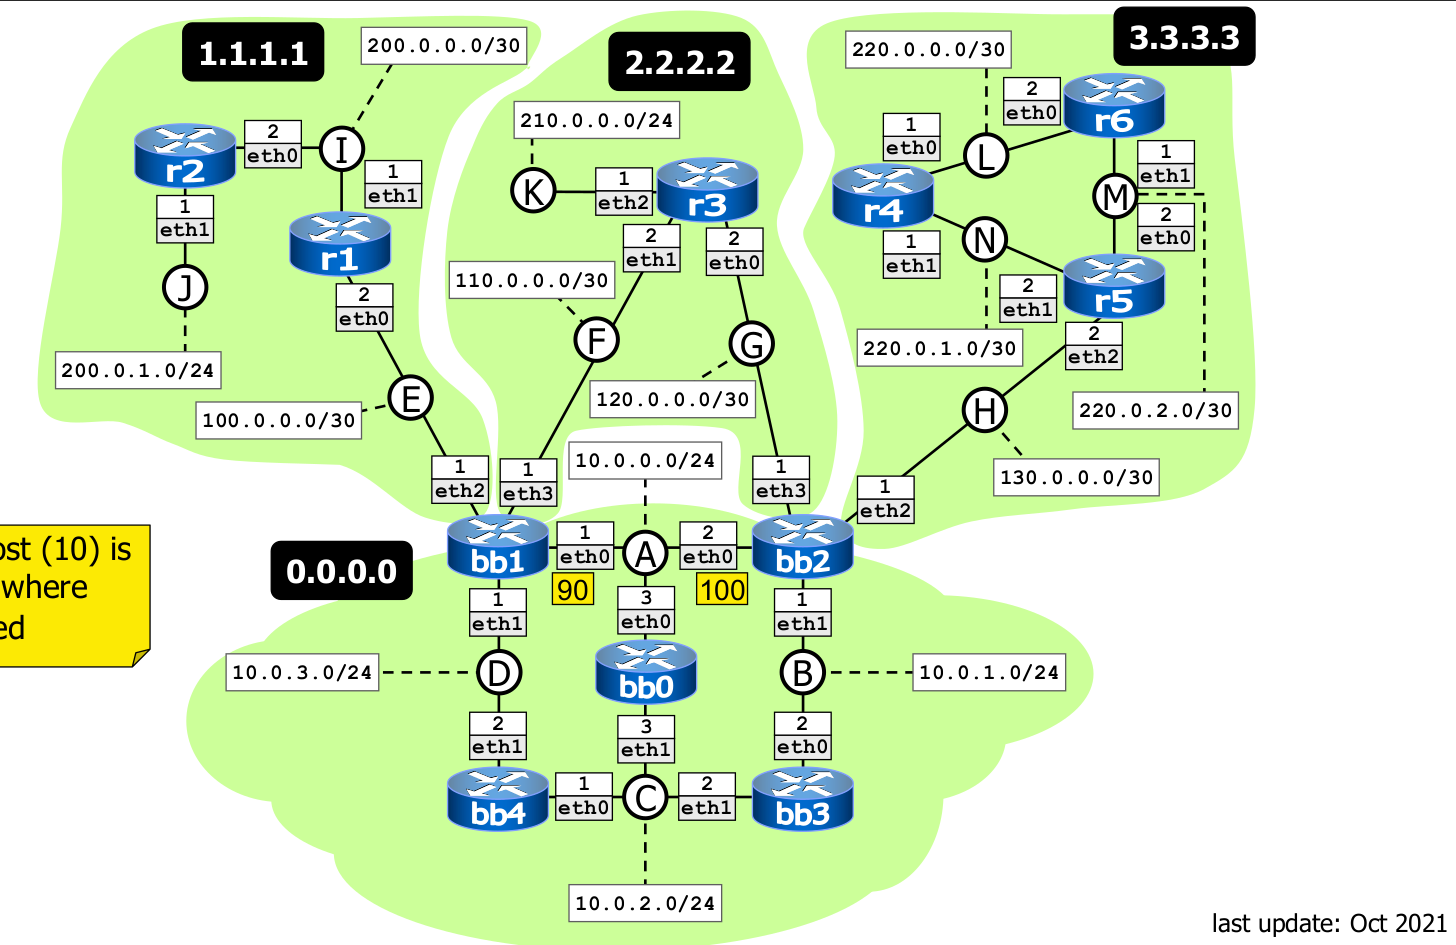 1.1.1.1
200.0.0.0/30
2.2.2.2
220.0.0.0/30
3.3.3.3
210.0.0.0/24
r2
2
eth0
I
1
eth1
1
eth1
r1
J
2
eth0
200.0.1.0/24
100.0.0.0/30
E
1
eth2
K
1
eth2
r3
2
eth1
2
eth0
110.0.0.0/30
F
G
120.0.0.0/30
1
eth3
1
eth3
1
eth0
L
2
eth0
r6
r4
1
eth1
M
1
eth1
2
eth0
N
2
eth1
r5
2
eth2
220.0.1.0/30
H
220.0.2.0/30
130.0.0.0/30
1
eth2
10.0.0.0/24
ost (10) is
where
ed
0.0.0.0
bb1
1
eth0
A
2
eth0
bb2
90
100
1
eth1
3
eth0
1
eth1
10.0.3.0/24
D
bb0
B
10.0.1.0/24
2
eth1
3
eth1
2
eth0
bb4
1
eth0
C
2
eth1
bb3
10.0.2.0/24
last update: Oct 2021